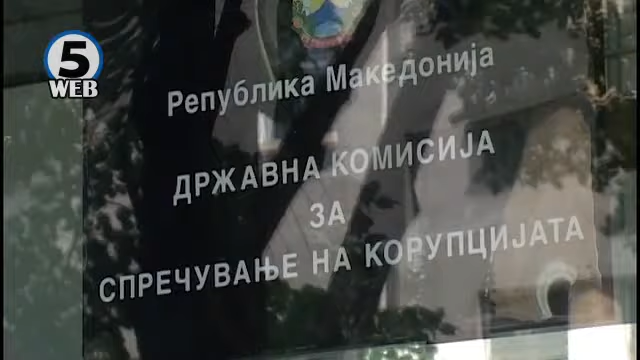 5
WEB
Република Македонија
ДРЖАВНА КОМИСИЈА
ЗА
СПРЕЧУВАЊЕ НА КОРУПЦИЈАТА